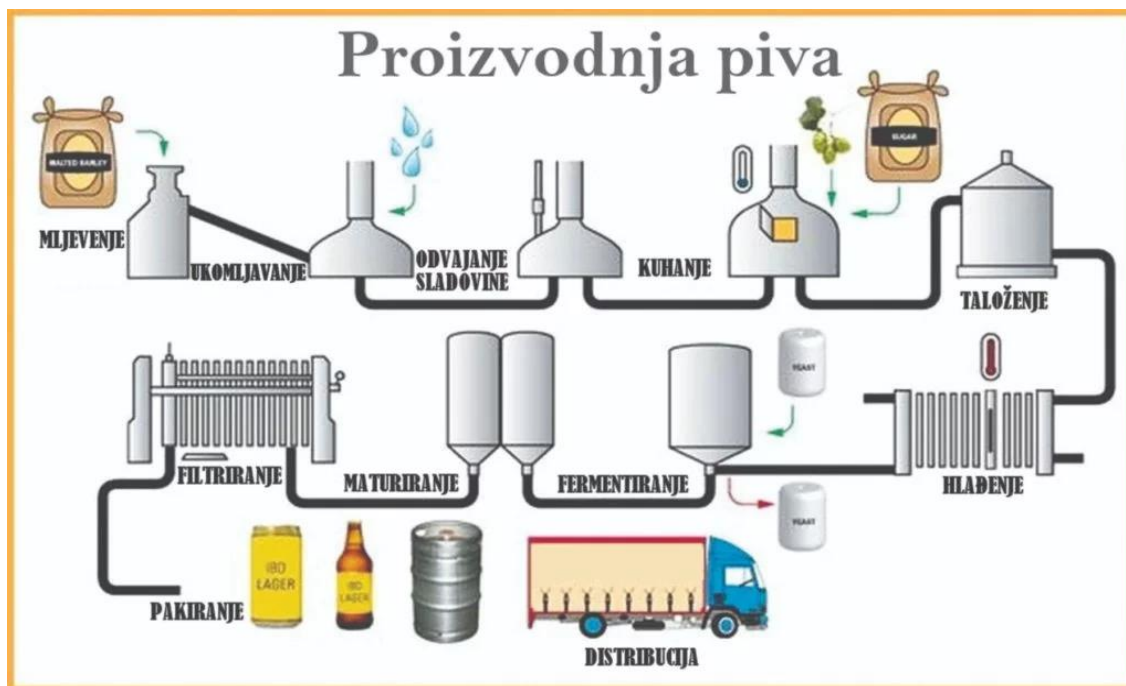 Proizvodnja piva
MALTED BARLEY
SUGAR
MLJEVENJE
UKOMLJAVANJE
ODVAJANJE
SLADOVINE
KUHANJE
TALOŽENJE
YEAST
FILTRIRANJE
MATURIRANJE
FERMENTIRANJE
HLAĐENJE
YEAST
IBD
LAGER
IBD
LAGER
PAKIRANJE
DISTRIBUCIJA